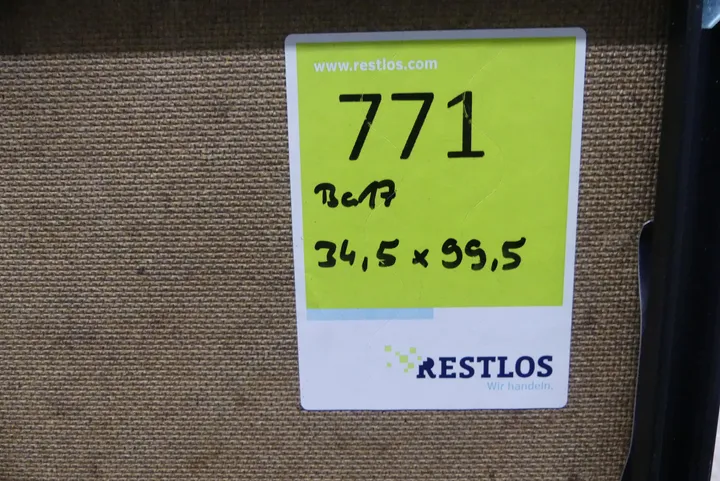 www.restlos.com
771
Ba17
34,5 x 99,5
RESTLOS
Wir handeln.